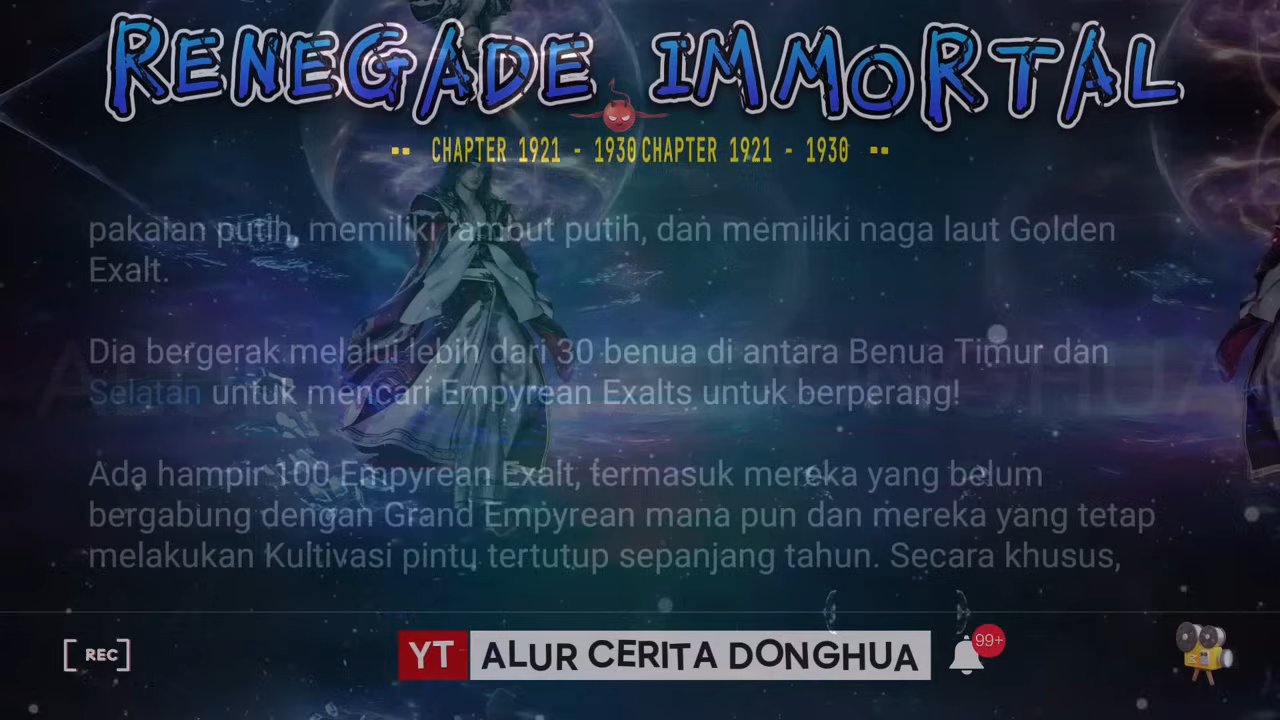 RENEGADE IMMORTAL
CHAPTER 1921 - 1930 CHAPTER 1921 - 1930
pakaian putih, memiliki rambut putih, dan memiliki naga laut Golden
Exalt.
Dia bergerak melalui lebih dari 30 benua di antara Benua Timur dan
Selatan untuk mencari Empyrean Exalts untuk berperang!
Ada hampir 100 Empyrean Exalt, termasuk mereka yang belum
bergabung dengan Grand Empyrean mana pun dan mereka yang tetap
melakukan Kultivasi pintu tertutup sepanjang tahun. Secara khusus,
REC
YT ALUR CERITA DONGHUA
99+